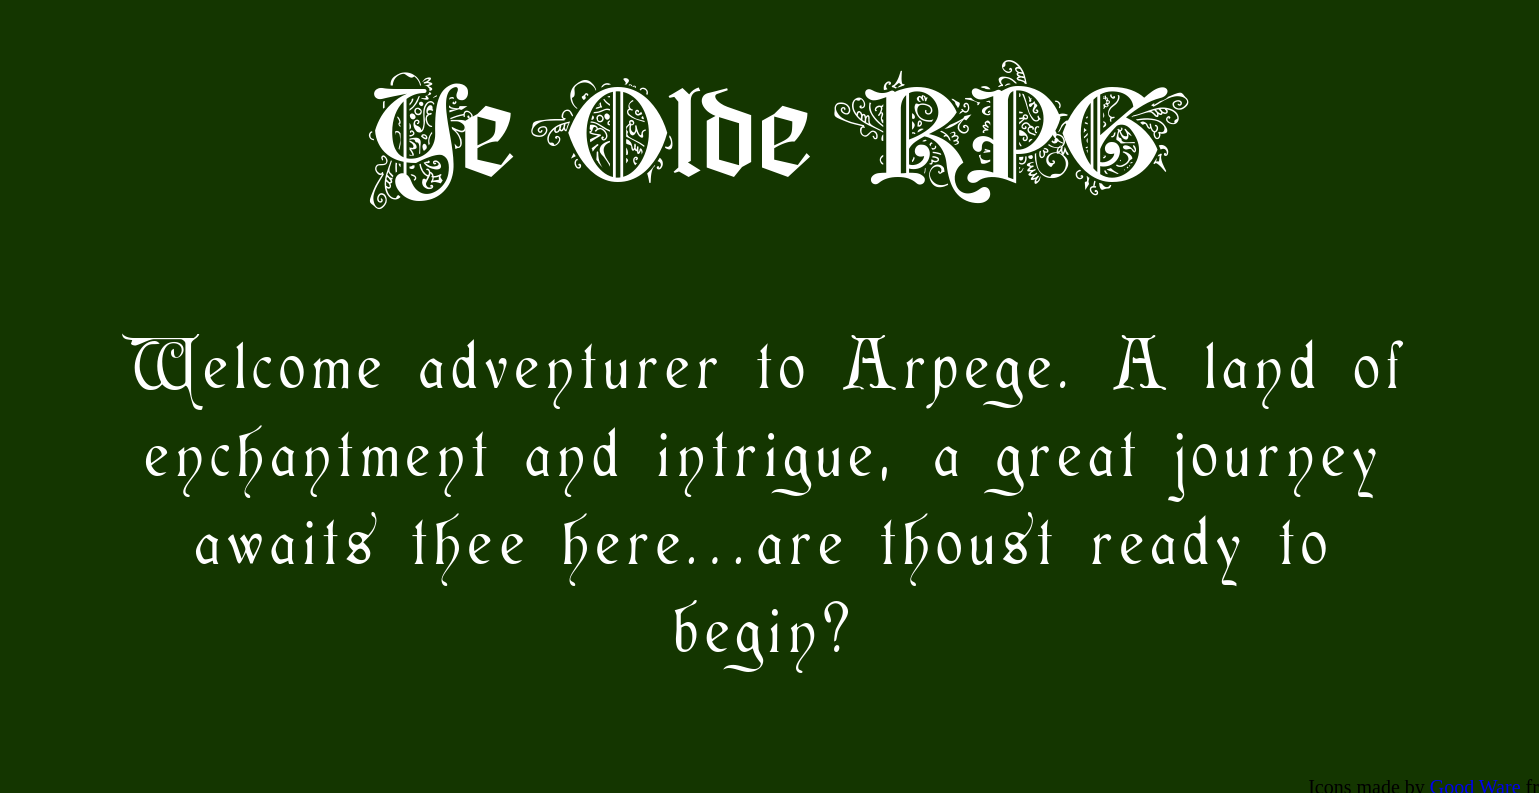 Ye Olde RPG
Welcome adventurer to Arpege. A land of
enchantment and intrigue, a great journey
awaits thee here...are thoust ready to
begin?
Icons made by Good Ware